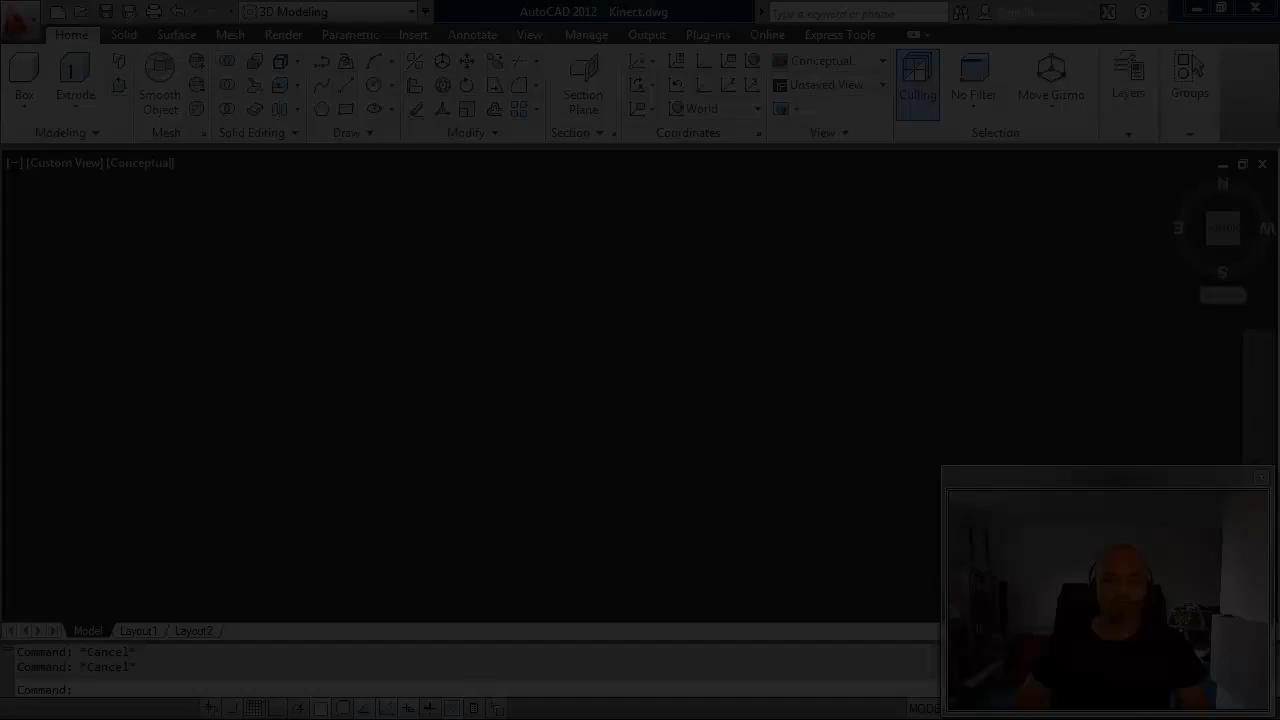 3D Modeling
AutoCAD 2012 Kinect.dwg
Type a keyword or phrase
Sign In
Home Solid Surface Mesh Render Parametric Insert Annotate View Manage Output Plug-ins Online Express Tools
Box
Extrude
Smooth
Object
Section
Plane
Conceptual
Unsaved View
World
Culling
No Filter
Move Gizmo
Layers
Groups
Modeling
Mesh
Solid Editing
Draw
Modify
Section
Coordinates
View
Selection
[−] [Custom View] [Conceptual]
N
E
W
S
Model Layout1 Layout2
Command: *Cancel*
Command: *Cancel*
Command: